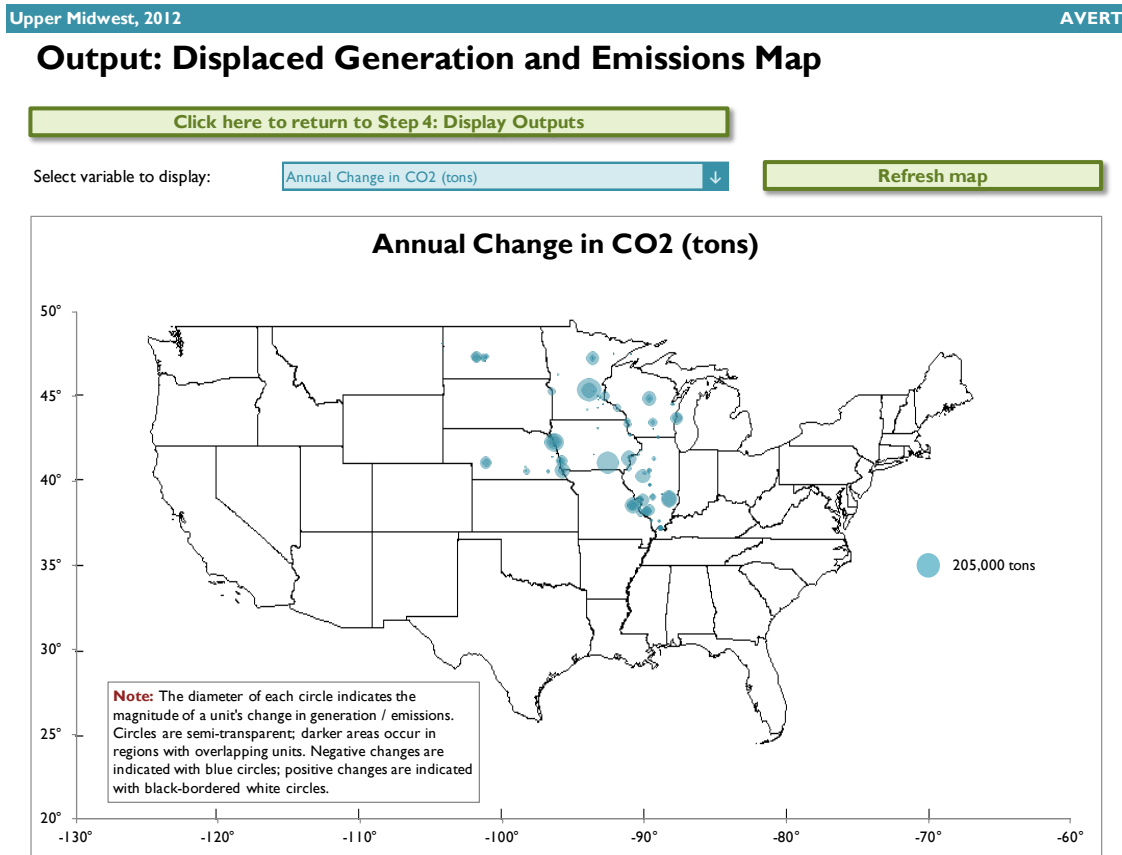 Upper Midwest, 2012
AVERT
Output: Displaced Generation and Emissions Map
Click here to return to Step 4: Display Outputs
Select variable to display:
Annual Change in CO2 (tons)
Refresh map
Annual Change in CO2 (tons)
50°
45°
40°
35°
205,000 tons
30°
Note: The diameter of each circle indicates the
magnitude of a unit's change in generation / emissions.
Circles are semi-transparent; darker areas occur in
regions with overlapping units. Negative changes are
indicated with blue circles; positive changes are indicated
with black-bordered white circles.
25°
20°
-130°
-120°
-110°
-100°
-90°
-80°
-70°
-60°